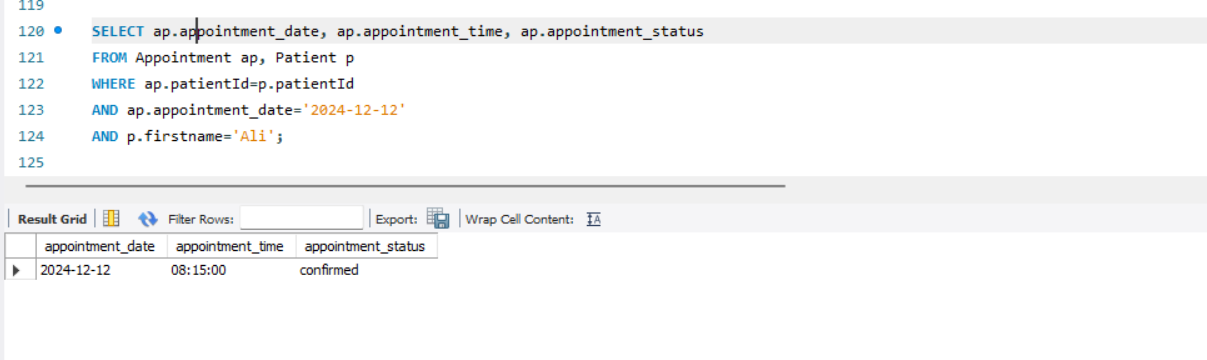 119
120 SELECT ap.appointment_date, ap.appointment_time, ap.appointment_status
121 FROM Appointment ap, Patient p
122 WHERE ap.patientId=p.patientId
123 AND ap.appointment_date='2024-12-12'
124 AND p.firstname='Ali';
125
Result Grid Filter Rows: Export: Wrap Cell Content: IA
appointment_date appointment_time appointment_status
2024-12-12 08:15:00 confirmed